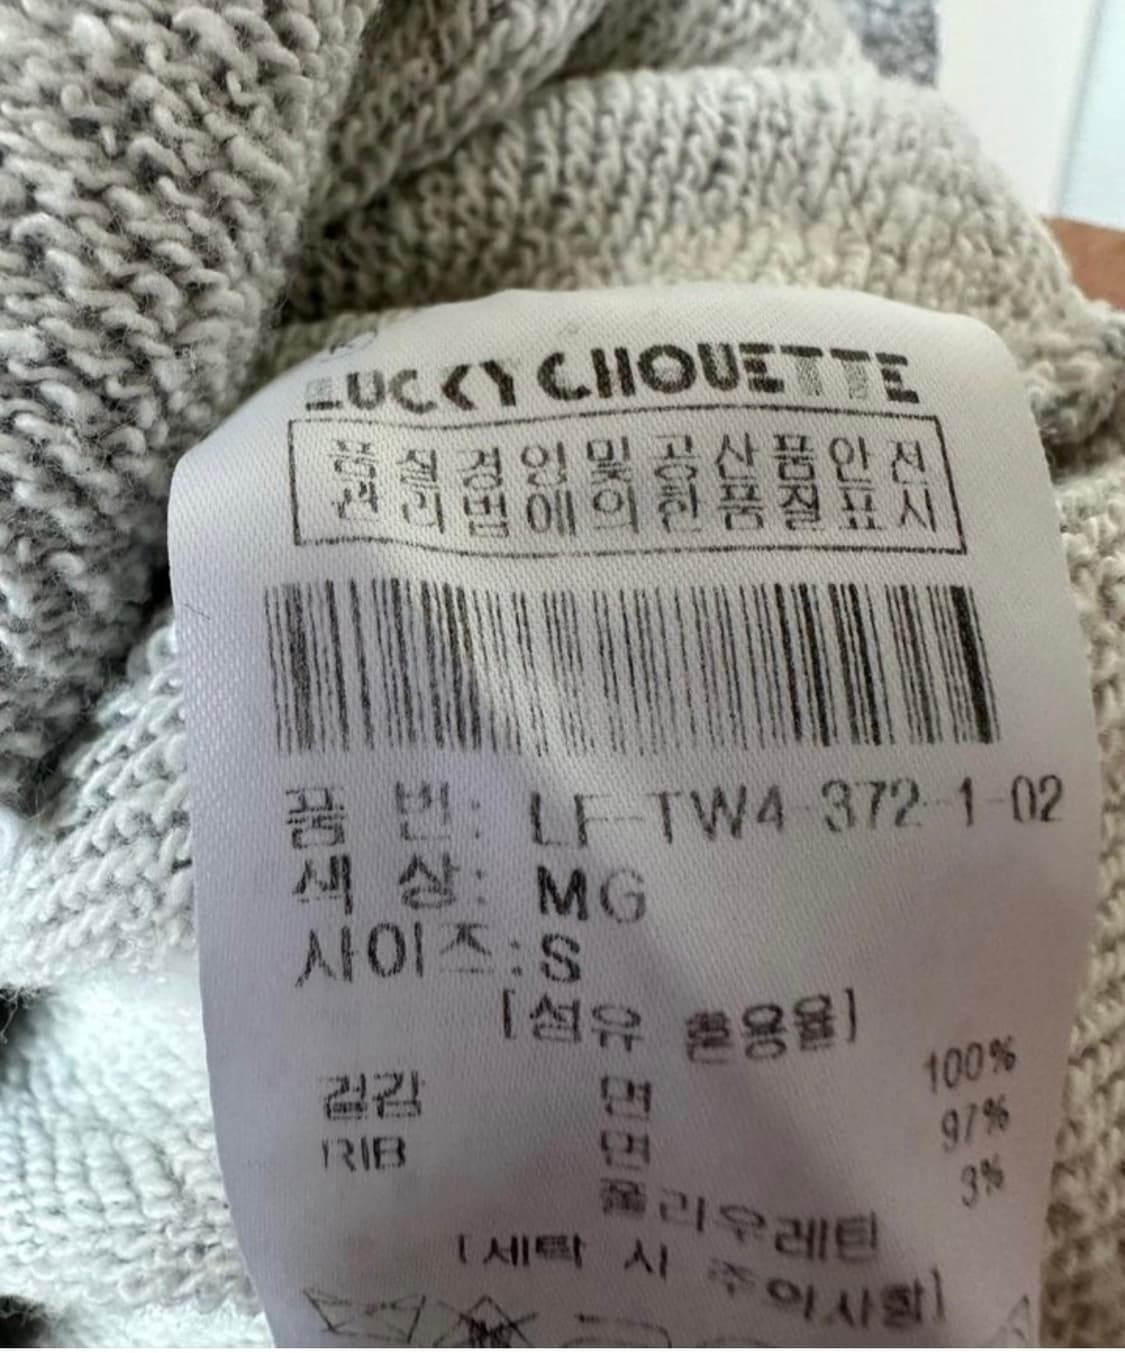 LUCKY CHOUETTE
품질경영및공산품안전
관리법에의한품질표시
품 번: LF-TW4-372-1-02
색 상: MG
사이즈:S
[섬유 혼용율]
겉감 면 100%
RIB 면 97%
폴리우레탄 3%
[세탁 시 주의사항]